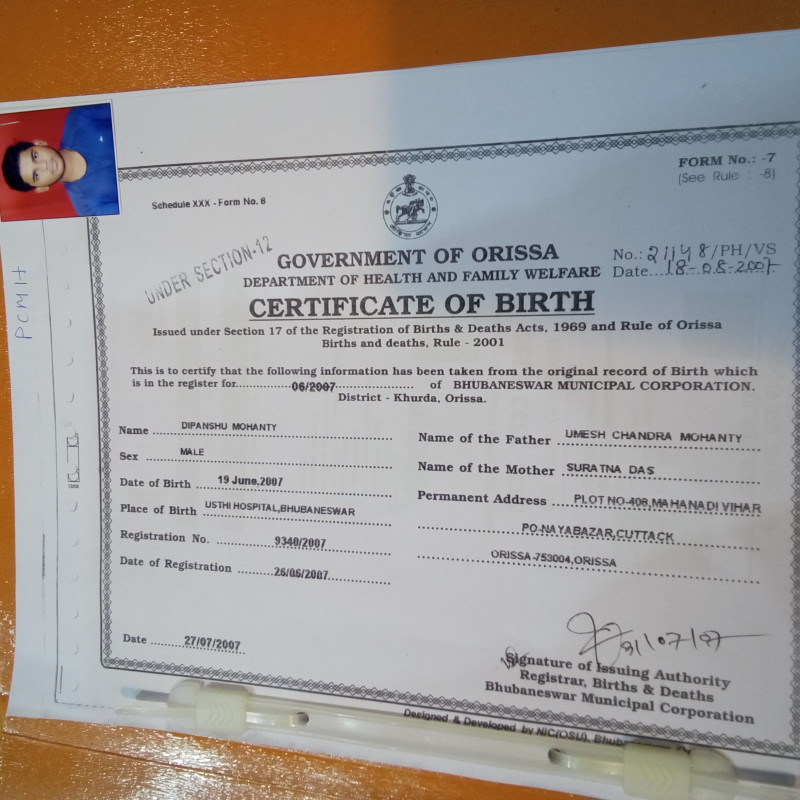 FORM No.: -7
(See Rule : -8)
Schedule XXX - Form No. 6
UNDER SECTION-12
GOVERNMENT OF ORISSA
No.: 21148/PH/VS
DEPARTMENT OF HEALTH AND FAMILY WELFARE
Date...18-08-2007
CERTIFICATE OF BIRTH
Issued under Section 17 of the Registration of Births & Deaths Acts, 1969 and Rule of Orissa
Births and deaths, Rule - 2001
This is to certify that the following information has been taken from the original record of Birth which
is in the register for 06/2007 of BHUBANESWAR MUNICIPAL CORPORATION.
District - Khurda, Orissa.
Name DIPANSHU MOHANTY
Sex MALE
Date of Birth 19 June,2007
Place of Birth USTHI HOSPITAL,BHUBANESWAR
Registration No. 9340/2007
Date of Registration 26/06/2007
Name of the Father UMESH CHANDRA MOHANTY
Name of the Mother SURATNA DAS
Permanent Address PLOT NO-406,MAHANADI VIHAR
PO-NAYABAZAR,CUTTACK
ORISSA-753004,ORISSA
Date 27/07/2007
31/07/07
Signature of Issuing Authority
Registrar, Births & Deaths
Bhubaneswar Municipal Corporation
Designed & Developed by NIC(OSU),
PCMH